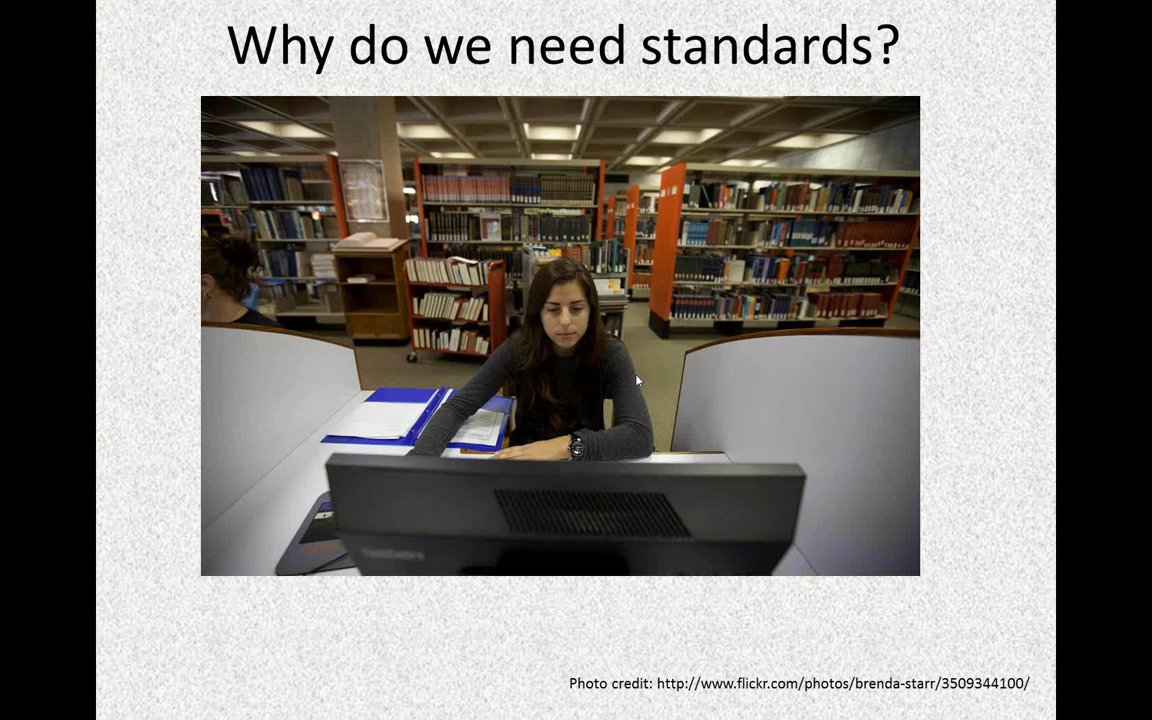 Why do we need standards?
Photo credit: http://www.flickr.com/photos/brenda-starr/3509344100/